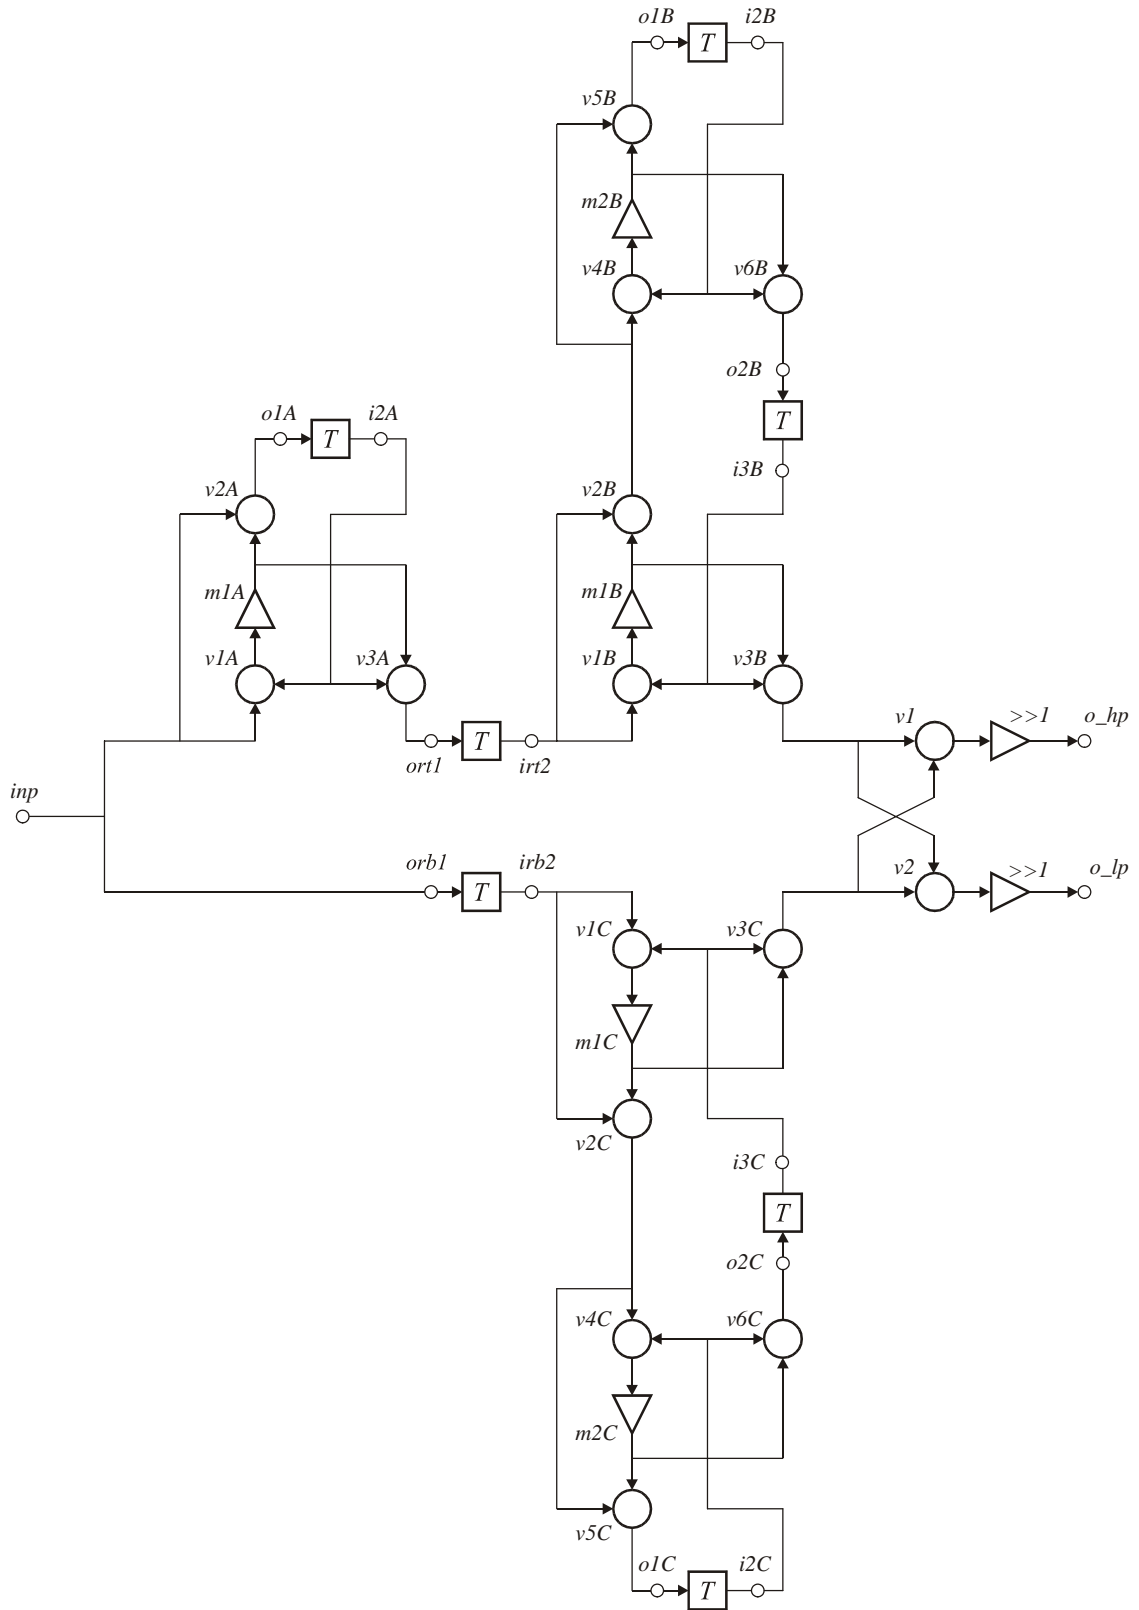 o1B i2B
T
v5B
m2B
v4B v6B
o2B
o1A i2A
T T
i3B
v2A v2B
m1A m1B
v1A v3A v1B v3B
v1 >>1 o_hp
T
ort1 irt2
inp
orb1 irb2 v2 >>1 o_lp
T
v1C v3C
m1C
v2C
i3C
T
o2C
v4C v6C
m2C
v5C
o1C i2C
T